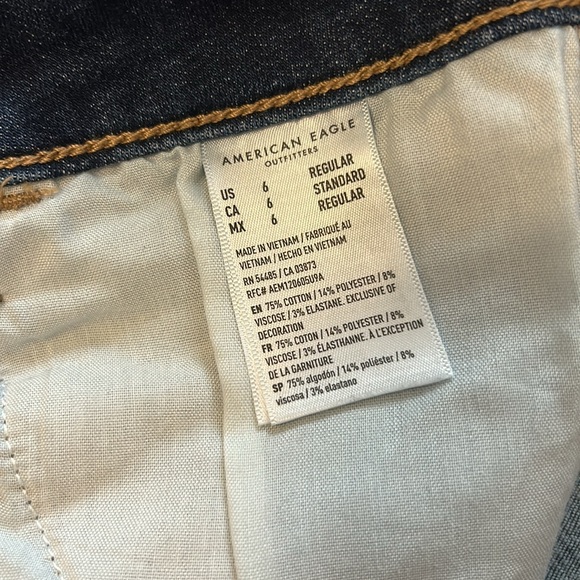 AMERICAN EAGLE
OUTFITTERS
US 6 REGULAR
CA 6 STANDARD
MX 6 REGULAR
MADE IN VIETNAM / FABRIQUÉ AU
VIETNAM / HECHO EN VIETNAM
RN 54485 / CA 03873
RFC# AEM120605U9A
EN 75% COTTON / 14% POLYESTER / 8%
VISCOSE / 3% ELASTANE. EXCLUSIVE OF
DECORATION
FR 75% COTON / 14% POLYESTER / 8%
VISCOSE / 3% ÉLASTHANNE. À L'EXCEPTION
DE LA GARNITURE
SP 75% algodón / 14% poliéster / 8%
viscosa / 3% elastano